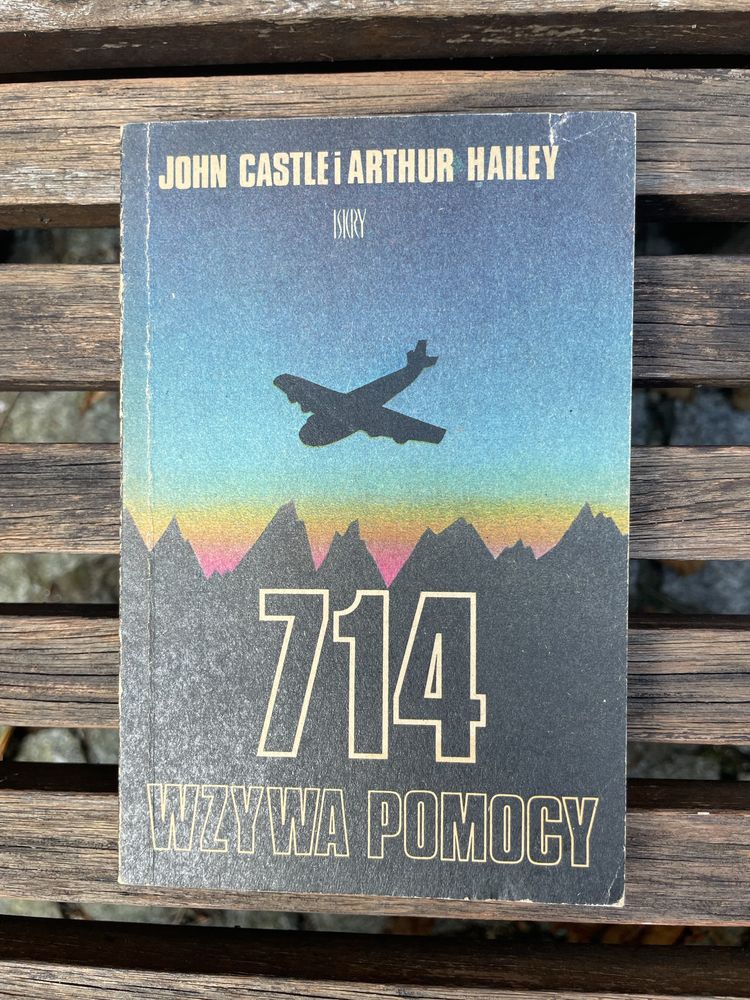 JOHN CASTLE i ARTHUR HAILEY
ISKRY
714
WZYWA POMOCY